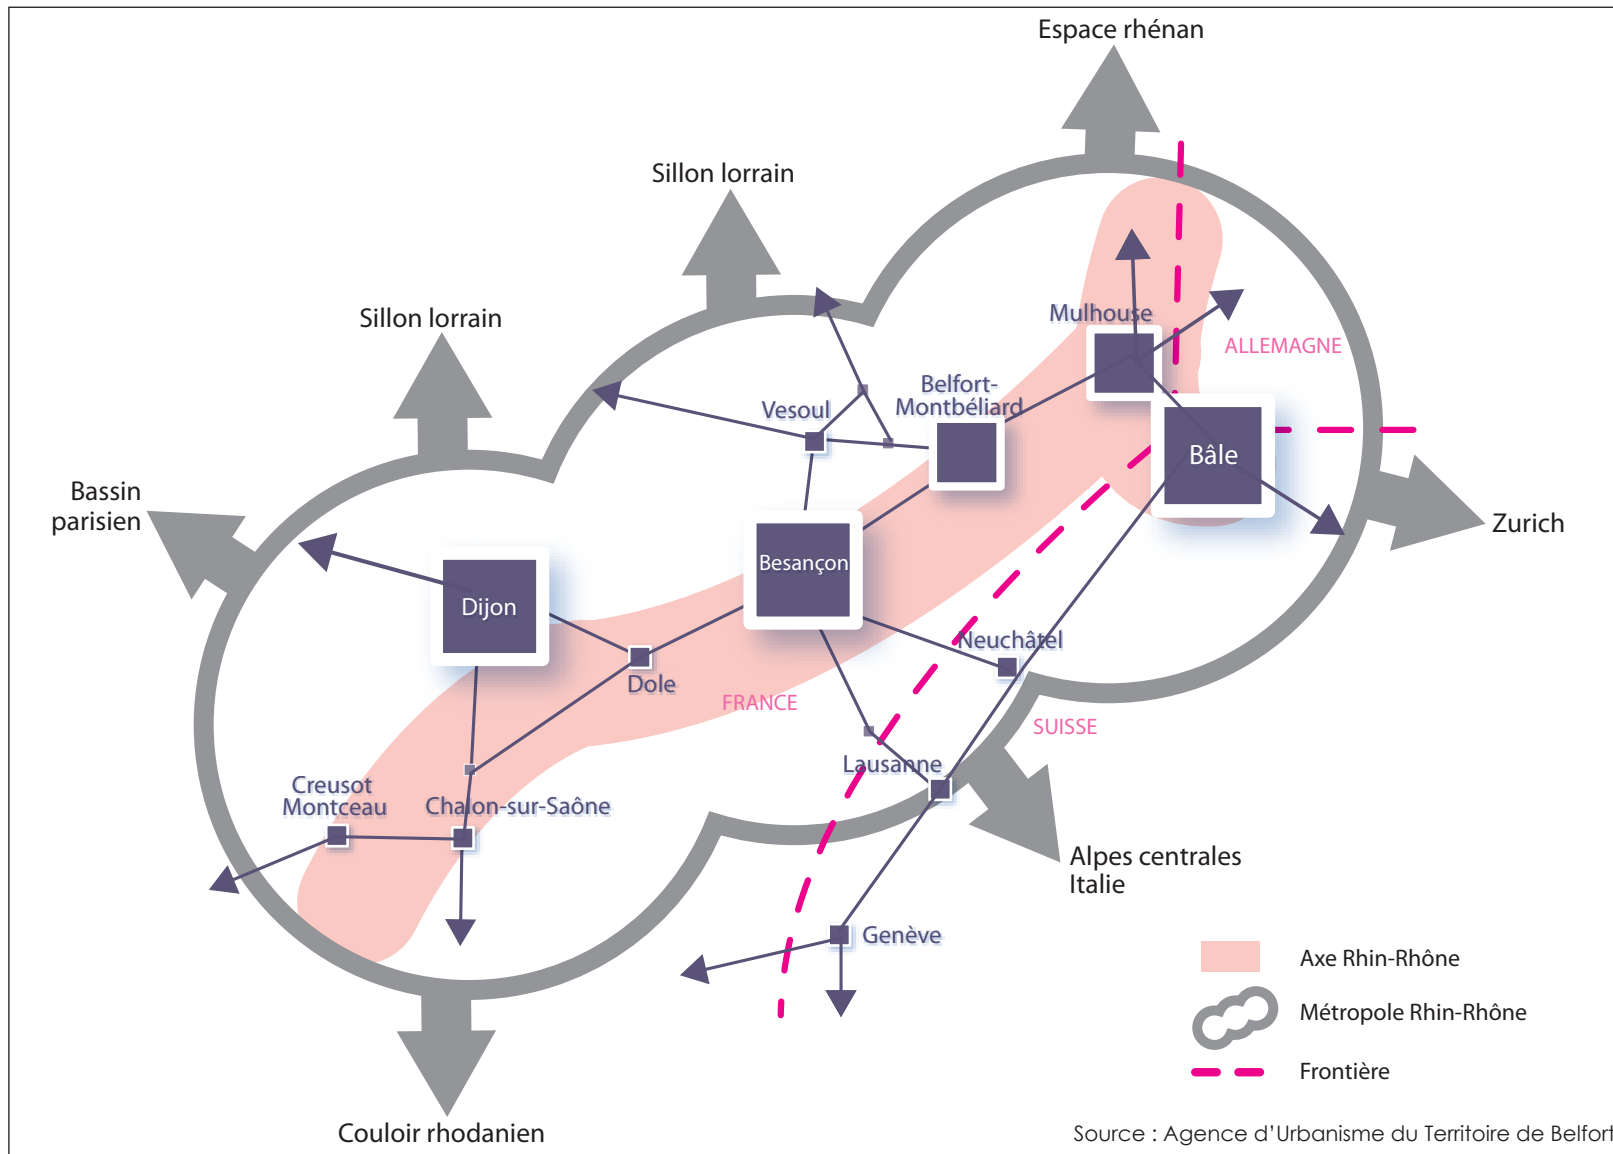 Espace rhénan
Sillon lorrain
Sillon lorrain
Mulhouse
ALLEMAGNE
Belfort-
Montbéliard
Vesoul
Bâle
Bassin
parisien
Zurich
Besançon
Dijon
Neuchâtel
Dole
FRANCE
SUISSE
Lausanne
Creusot
Montceau
Chalon-sur-Saône
Alpes centrales
Italie
Genève
Axe Rhin-Rhône
Métropole Rhin-Rhône
Frontière
Couloir rhodanien
Source : Agence d'Urbanisme du Territoire de Belfort